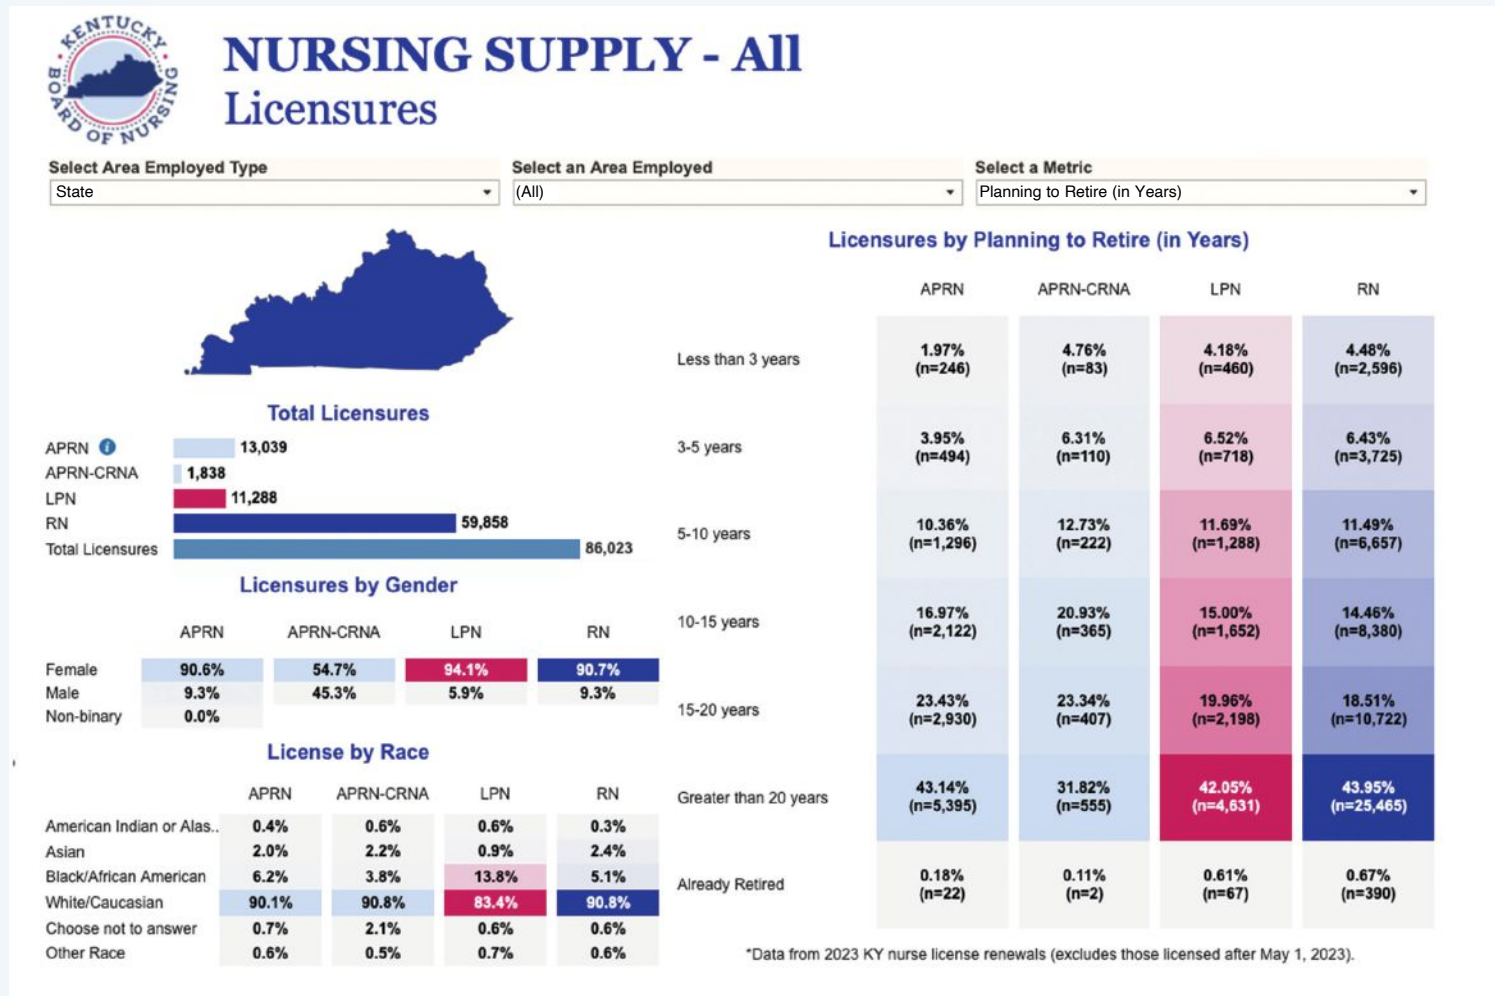 KENTUCKY
BOARD OF NURSING
NURSING SUPPLY - All
Licensures
Select Area Employed Type
State
Select an Area Employed
(All)
Select a Metric
Planning to Retire (in Years)
Total Licensures
APRN i 13,039
APRN-CRNA 1,838
LPN 11,288
RN 59,858
Total Licensures 86,023
Licensures by Gender
APRN APRN-CRNA LPN RN
Female 90.6% 54.7% 94.1% 90.7%
Male 9.3% 45.3% 5.9% 9.3%
Non-binary 0.0%
License by Race
APRN APRN-CRNA LPN RN
American Indian or Alas.. 0.4% 0.6% 0.6% 0.3%
Asian 2.0% 2.2% 0.9% 2.4%
Black/African American 6.2% 3.8% 13.8% 5.1%
White/Caucasian 90.1% 90.8% 83.4% 90.8%
Choose not to answer 0.7% 2.1% 0.6% 0.6%
Other Race 0.6% 0.5% 0.7% 0.6%
Licensures by Planning to Retire (in Years)
APRN APRN-CRNA LPN RN
Less than 3 years 1.97% 4.76% 4.18% 4.48%
(n=246) (n=83) (n=460) (n=2,596)
3-5 years 3.95% 6.31% 6.52% 6.43%
(n=494) (n=110) (n=718) (n=3,725)
5-10 years 10.36% 12.73% 11.69% 11.49%
(n=1,296) (n=222) (n=1,288) (n=6,657)
10-15 years 16.97% 20.93% 15.00% 14.46%
(n=2,122) (n=365) (n=1,652) (n=8,380)
15-20 years 23.43% 23.34% 19.96% 18.51%
(n=2,930) (n=407) (n=2,198) (n=10,722)
Greater than 20 years 43.14% 31.82% 42.05% 43.95%
(n=5,395) (n=555) (n=4,631) (n=25,465)
Already Retired 0.18% 0.11% 0.61% 0.67%
(n=22) (n=2) (n=67) (n=390)
*Data from 2023 KY nurse license renewals (excludes those licensed after May 1, 2023).